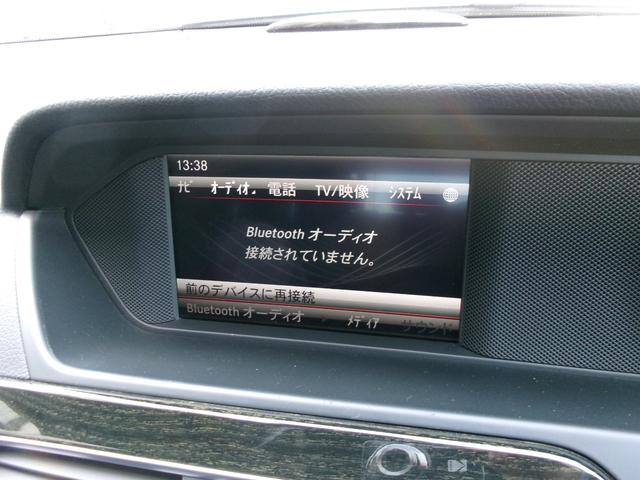 13:38
ナビ オーディオ 電話 TV/映像 システム
Bluetooth オーディオ
接続されていません。
前のデバイスに再接続
Bluetooth オーディオ メディア サウンド